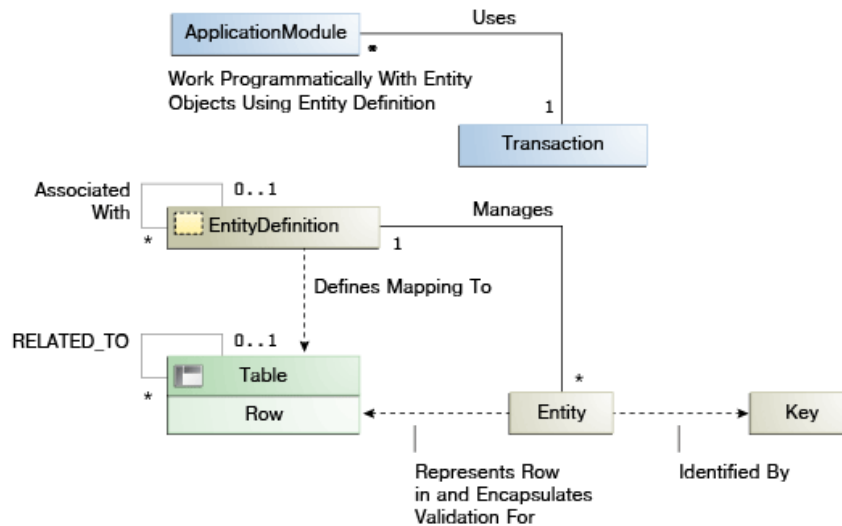 Uses
ApplicationModule
*
Work Programmatically With Entity
Objects Using Entity Definition
1
Transaction
Associated
With
0..1
*
EntityDefinition
1
Manages
Defines Mapping To
RELATED_TO
0..1
*
Table
Row
*
Entity
Key
Represents Row
in and Encapsulates
Validation For
Identified By